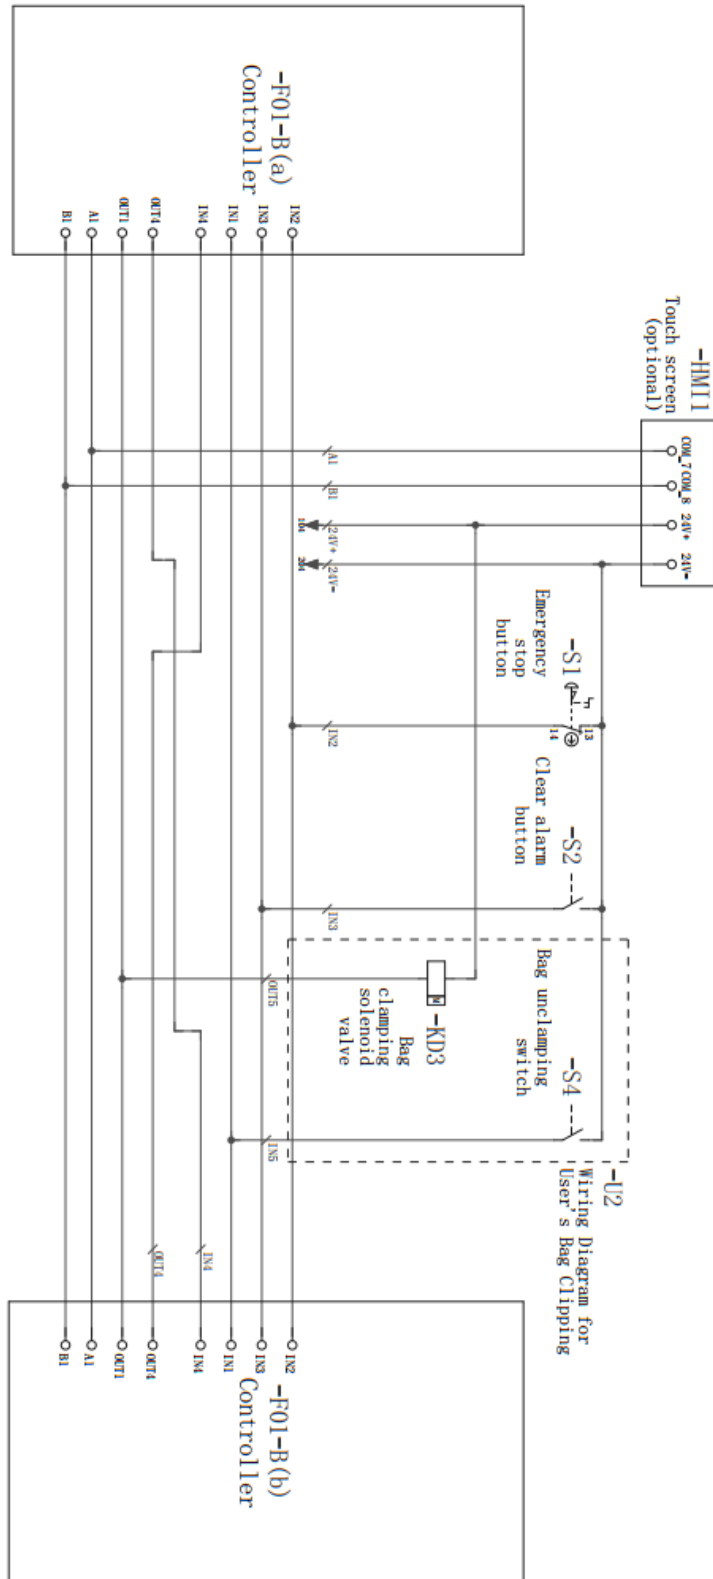 -F01-B(a)
Controller
B1
A1
OUT1
OUT4
IN4
IN1
IN3
IN2
-HMI1
Touch screen
(optional)
COM_7
COM_8
24V+
24V-
A1
B1
24V+
24V-
-S1
Emergency
stop
button
13
14
IN2
-S2
Clear alarm
button
IN3
-KD3
Bag
clamping
solenoid
valve
M
OUT5
-S4
Bag unclamping
switch
IN5
-U2
Wiring Diagram for
User's Bag Clipping
IN4
OUT4
B1
A1
OUT1
OUT4
IN4
IN1
IN3
IN2
-F01-B(b)
Controller